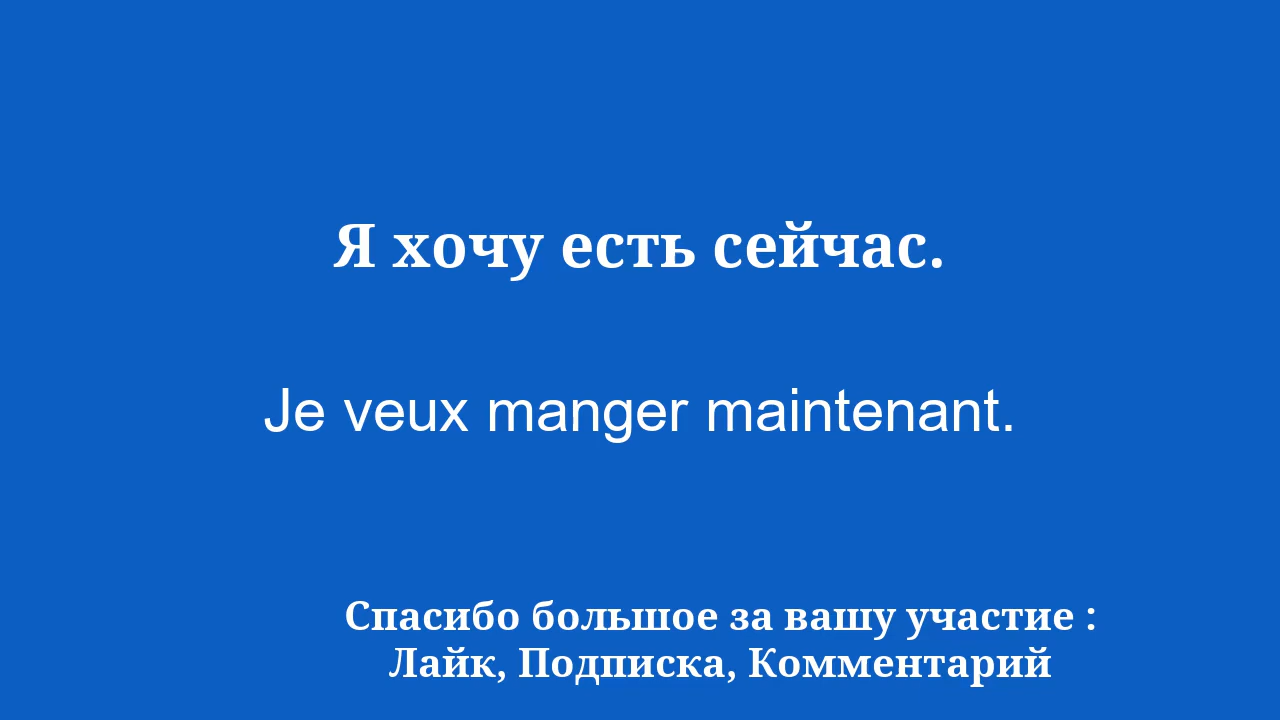 Я хочу есть сейчас.
Je veux manger maintenant.
Спасибо большое за вашу участие :
Лайк, Подписка, Комментарий